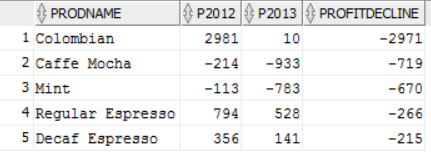 PRODNAME P2012 P2013 PROFITDECLINE
1 Colombian 2981 10 -2971
2 Caffe Mocha -214 -933 -719
3 Mint -113 -783 -670
4 Regular Espresso 794 528 -266
5 Decaf Espresso 356 141 -215